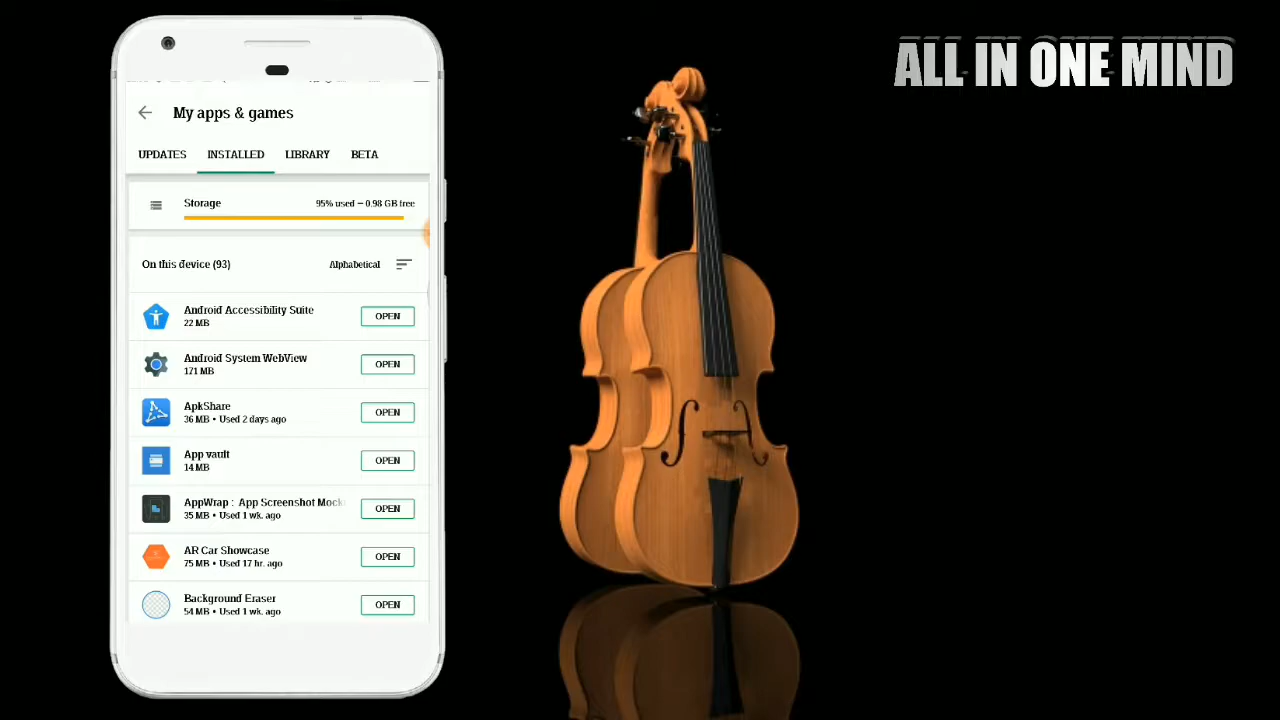 ALL IN ONE MIND
My apps & games
UPDATES INSTALLED LIBRARY BETA
Storage 95% used – 0.98 GB free
On this device (93) Alphabetical
Android Accessibility Suite
22 MB
OPEN
Android System WebView
171 MB
OPEN
ApkShare
36 MB • Used 2 days ago
OPEN
App vault
14 MB
OPEN
AppWrap : App Screenshot Mock
35 MB • Used 1 wk. ago
OPEN
AR Car Showcase
75 MB • Used 17 hr. ago
OPEN
Background Eraser
54 MB • Used 1 wk. ago
OPEN